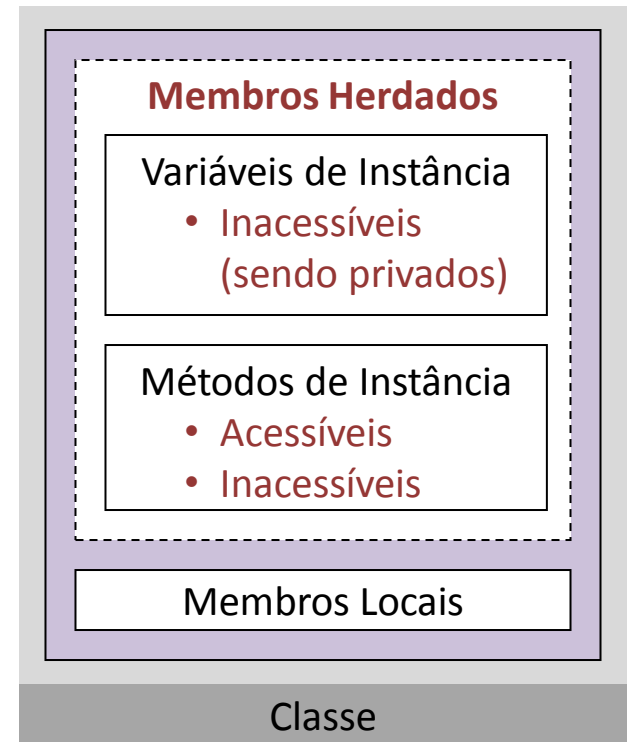 Membros Herdados
Variáveis de Instância
• Inacessíveis
(sendo privados)
Métodos de Instância
• Acessíveis
• Inacessíveis
Membros Locais
Classe